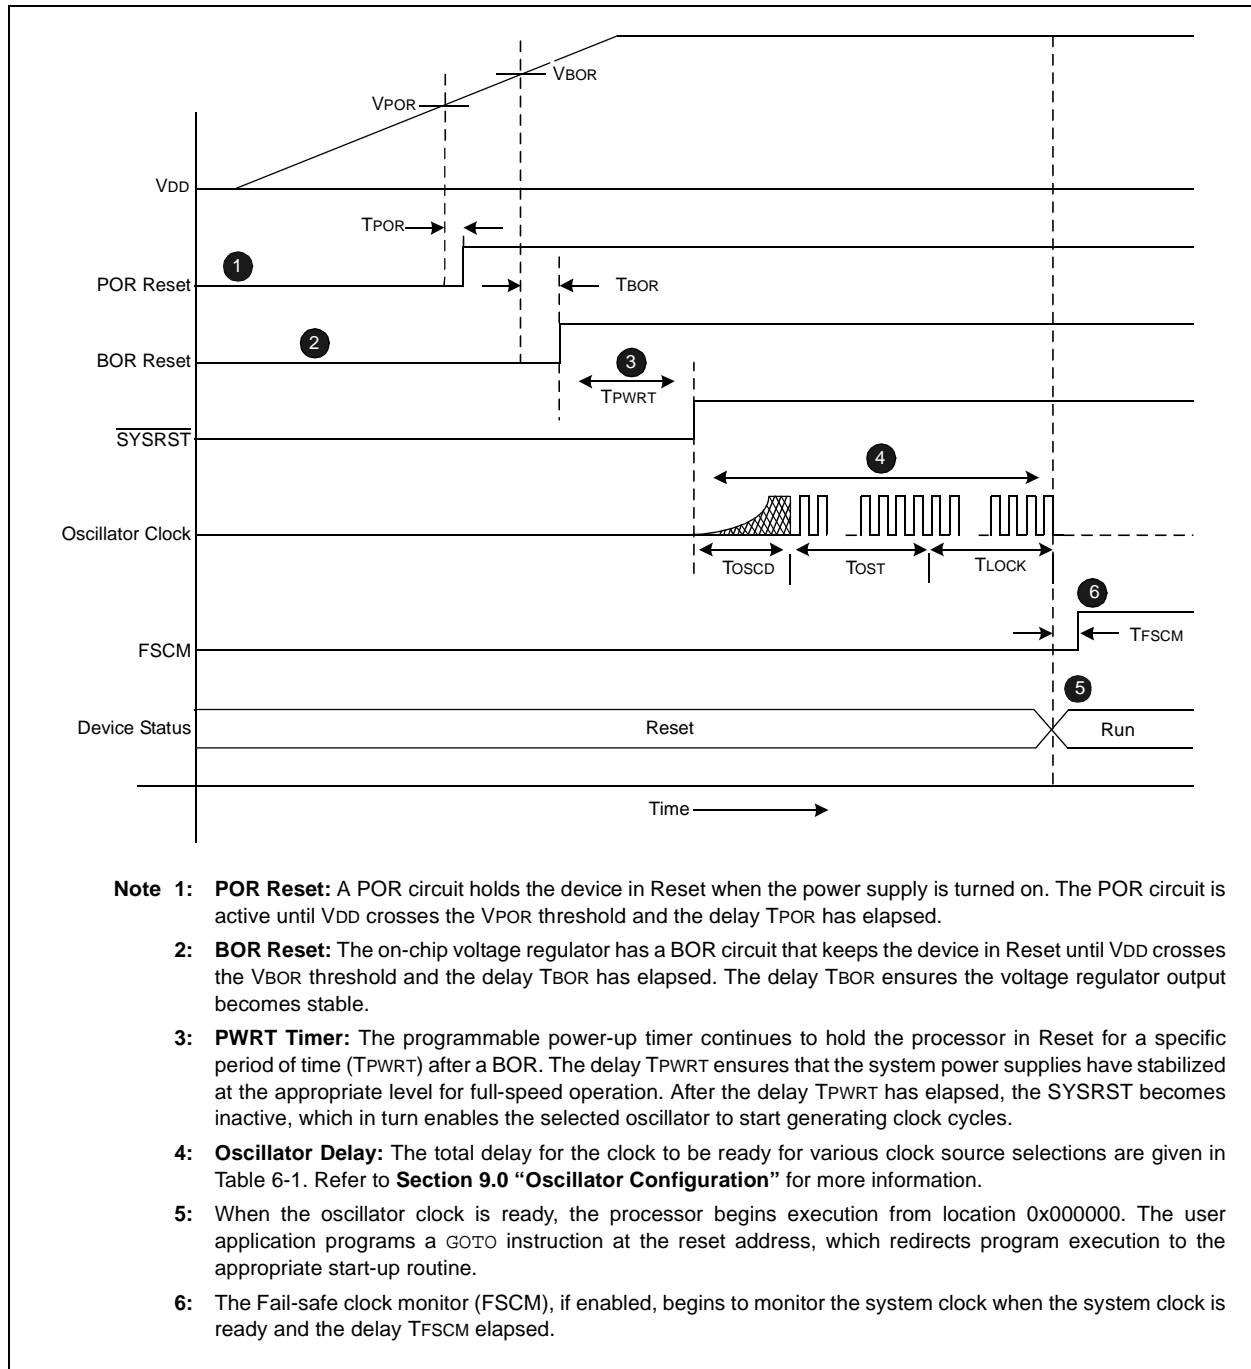 VBOR
VPOR
VDD
TPOR
1
POR Reset
TBOR
2
BOR Reset
3
TPWRT
SYSRST
4
Oscillator Clock
TOSCD
TOST
TLOCK
6
TFSCM
FSCM
5
Device Status
Reset
Run
Time
Note 1: POR Reset: A POR circuit holds the device in Reset when the power supply is turned on. The POR circuit is
active until VDD crosses the VPOR threshold and the delay TPOR has elapsed.
2: BOR Reset: The on-chip voltage regulator has a BOR circuit that keeps the device in Reset until VDD crosses
the VBOR threshold and the delay TBOR has elapsed. The delay TBOR ensures the voltage regulator output
becomes stable.
3: PWRT Timer: The programmable power-up timer continues to hold the processor in Reset for a specific
period of time (TPWRT) after a BOR. The delay TPWRT ensures that the system power supplies have stabilized
at the appropriate level for full-speed operation. After the delay TPWRT has elapsed, the SYSRST becomes
inactive, which in turn enables the selected oscillator to start generating clock cycles.
4: Oscillator Delay: The total delay for the clock to be ready for various clock source selections are given in
Table 6-1. Refer to Section 9.0 “Oscillator Configuration” for more information.
5: When the oscillator clock is ready, the processor begins execution from location 0x000000. The user
application programs a GOTO instruction at the reset address, which redirects program execution to the
appropriate start-up routine.
6: The Fail-safe clock monitor (FSCM), if enabled, begins to monitor the system clock when the system clock is
ready and the delay TFSCM elapsed.